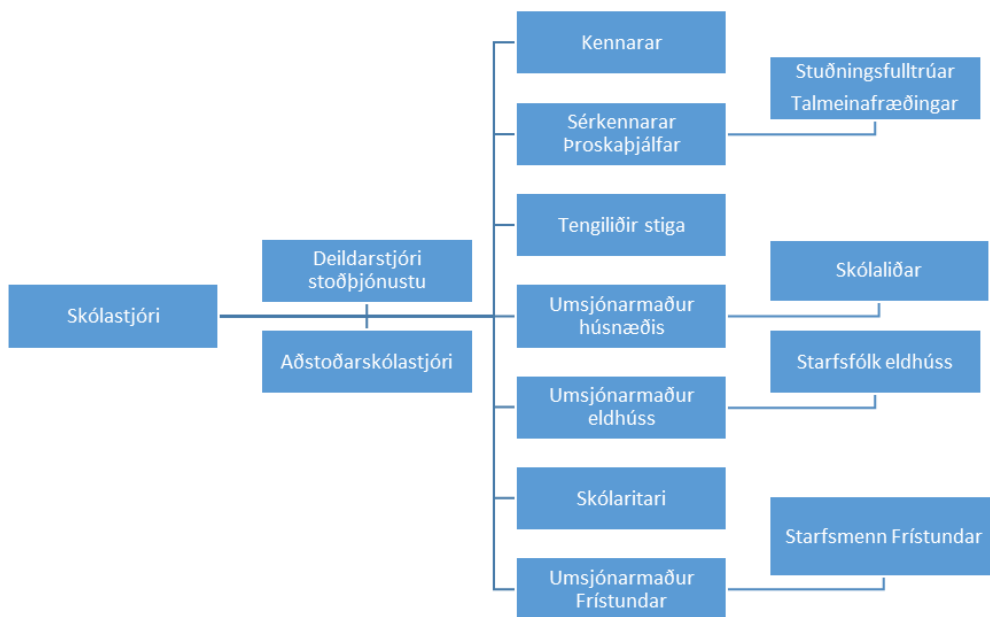 Skólastjóri
Deildarstjóri
stoðþjónustu
Aðstoðarskólastjóri
Kennarar
Sérkennarar
Þroskaþjálfar
Stuðningsfulltrúar
Talmeinafræðingar
Tengiliðir stiga
Umsjónarmaður
húsnæðis
Skólaliðar
Umsjónarmaður
eldhúss
Starfsfólk eldhúss
Skólaritari
Umsjónarmaður
Frístundar
Starfsmenn Frístundar